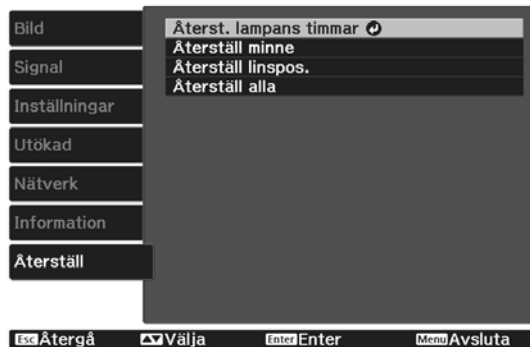 Bild
Signal
Inställningar
Utökad
Nätverk
Information
Återställ
Återst. lampans timmar
Återställ minne
Återställ linspos.
Återställ alla
Esc Återgå Välja Enter Enter Menu Avsluta